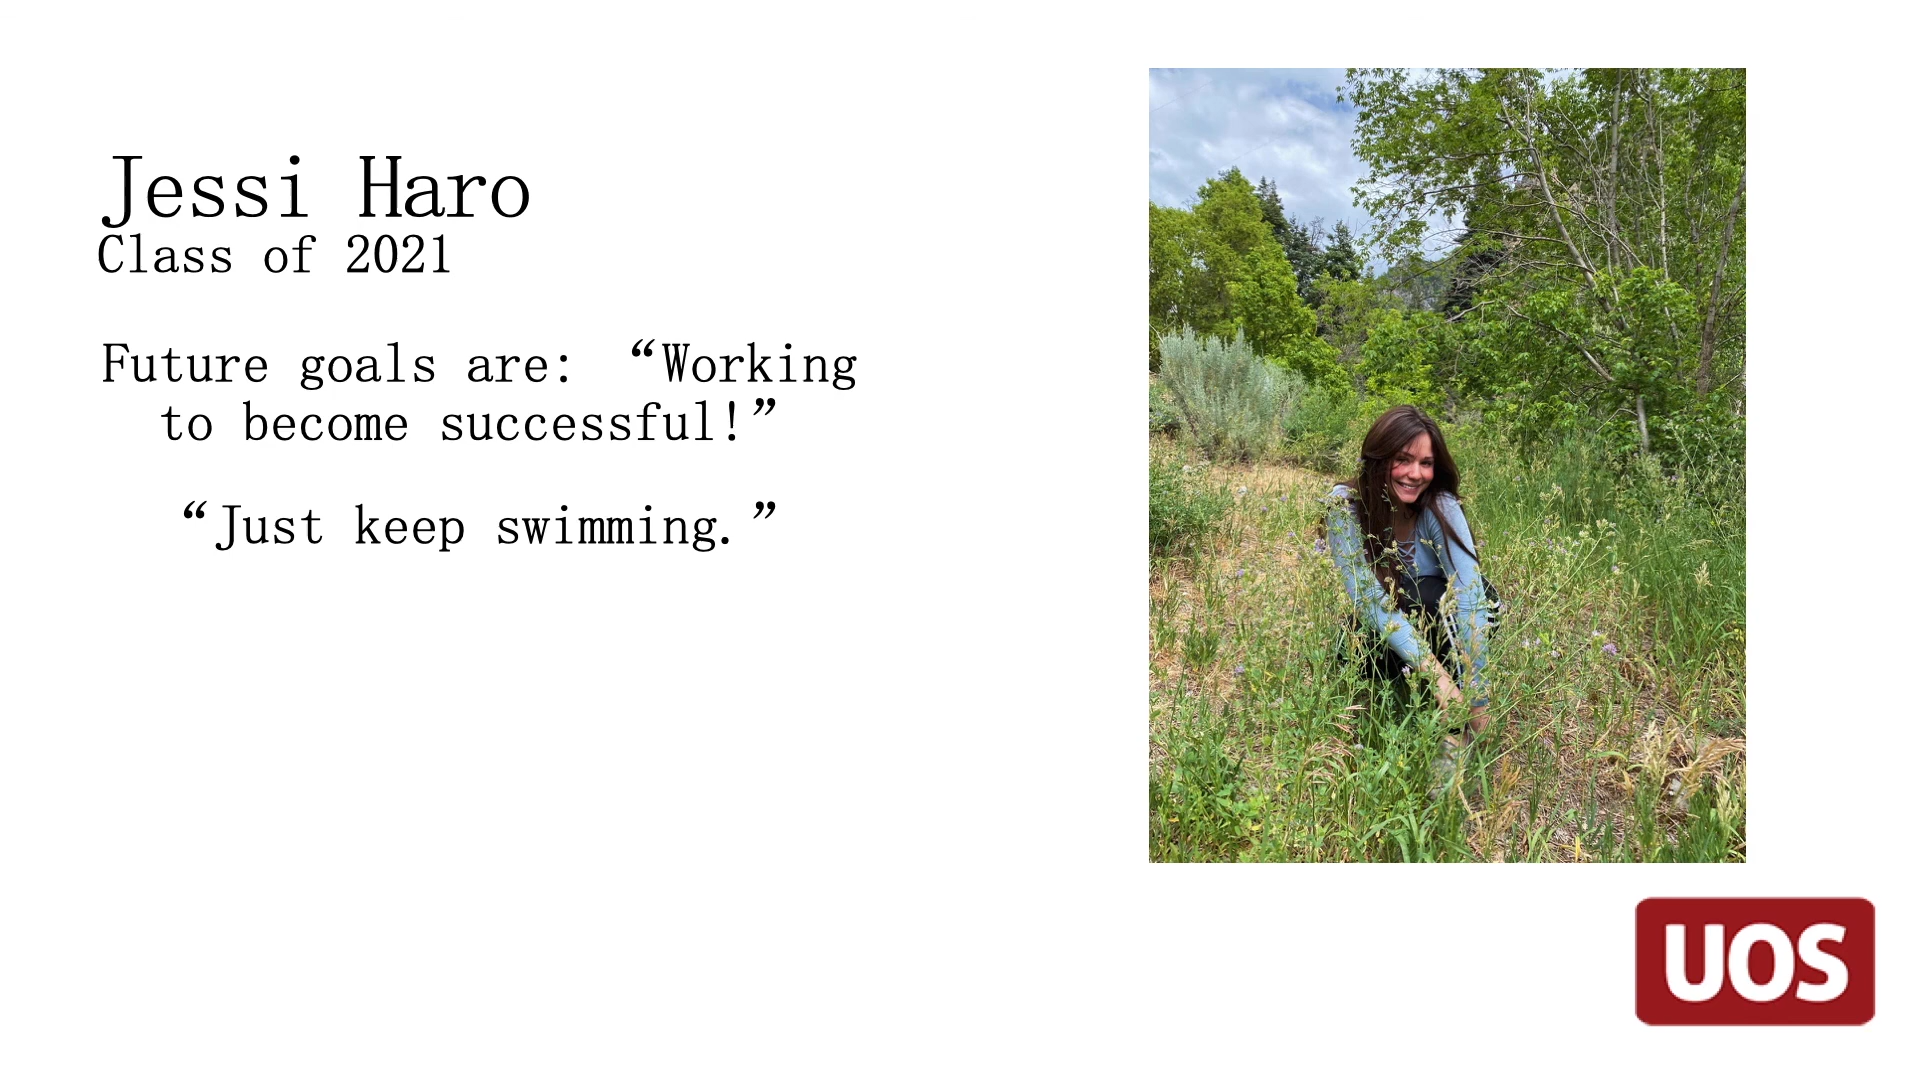 Jessi Haro
Class of 2021
Future goals are: “Working
to become successful!”
“Just keep swimming.”
UOS